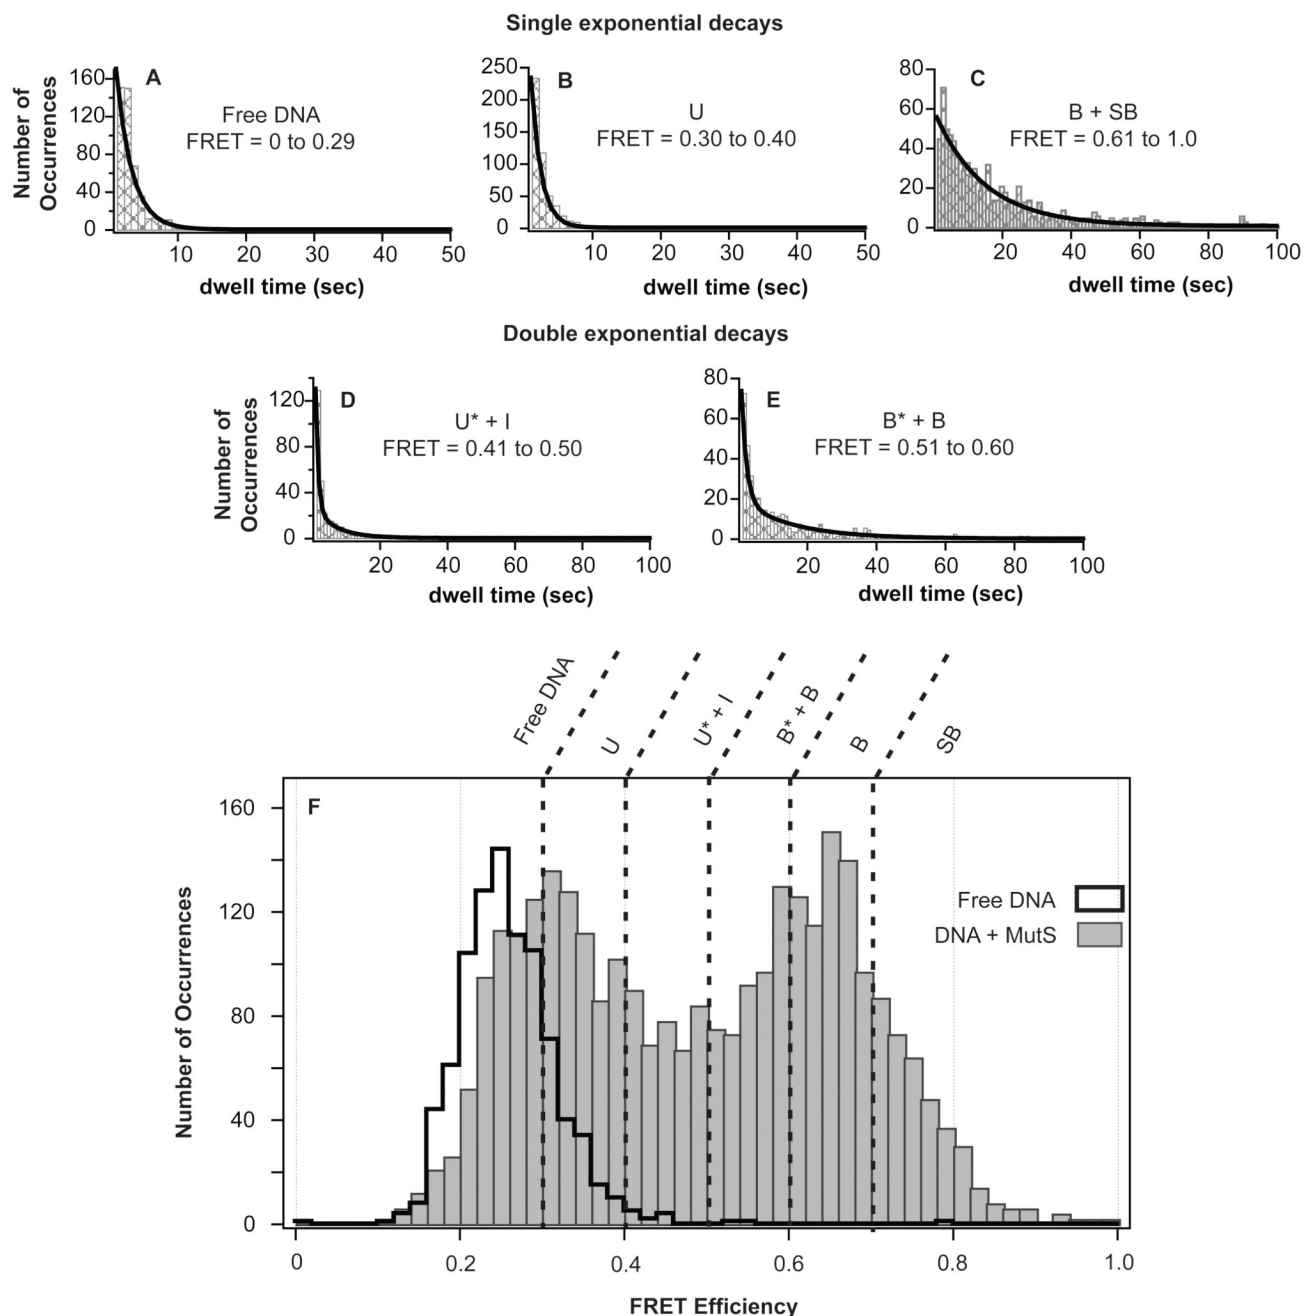 Single exponential decays
A
Free DNA
FRET = 0 to 0.29
Number of
Occurrences
160
120
80
40
0
10 20 30 40 50
dwell time (sec)
B
U
FRET = 0.30 to 0.40
250
200
150
100
50
0
10 20 30 40 50
dwell time (sec)
C
B + SB
FRET = 0.61 to 1.0
80
60
40
20
0
20 40 60 80 100
dwell time (sec)
Double exponential decays
D
U* + I
FRET = 0.41 to 0.50
Number of
Occurrences
120
80
40
0
20 40 60 80 100
dwell time (sec)
E
B* + B
FRET = 0.51 to 0.60
80
60
40
20
0
20 40 60 80 100
dwell time (sec)
Free DNA
U
U* + I
B* + B
B
SB
F
Number of Occurrences
160
120
80
40
0
Free DNA
DNA + MutS
0 0.2 0.4 0.6 0.8 1.0
FRET Efficiency